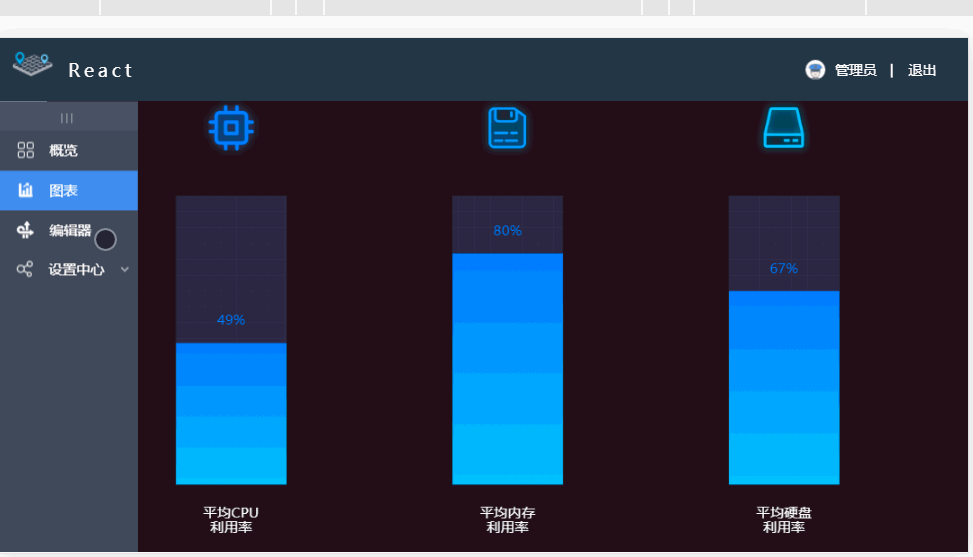 React
管理员 | 退出
概览
图表
编辑器
设置中心
49%
80%
67%
平均CPU
利用率
平均内存
利用率
平均硬盘
利用率